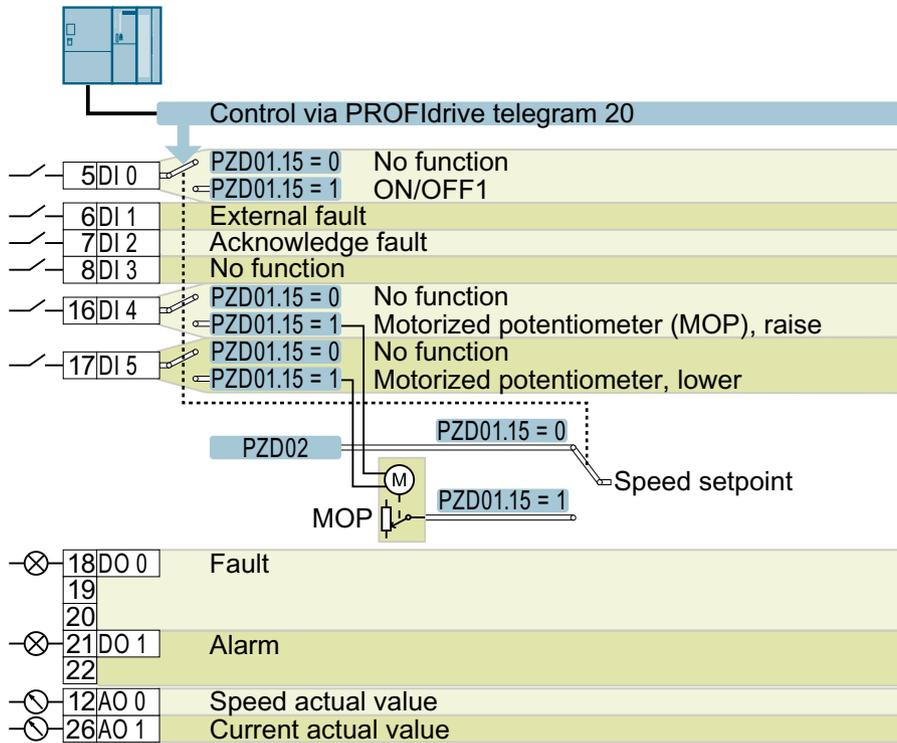 Control via PROFIdrive telegram 20
5 DI 0 PZD01.15 = 0 No function
PZD01.15 = 1 ON/OFF1
6 DI 1 External fault
7 DI 2 Acknowledge fault
8 DI 3 No function
16 DI 4 PZD01.15 = 0 No function
PZD01.15 = 1 Motorized potentiometer (MOP), raise
17 DI 5 PZD01.15 = 0 No function
PZD01.15 = 1 Motorized potentiometer, lower
PZD01.15 = 0
PZD02
M
Speed setpoint
PZD01.15 = 1
MOP
18 DO 0 Fault
19
20
21 DO 1 Alarm
22
12 AO 0 Speed actual value
26 AO 1 Current actual value